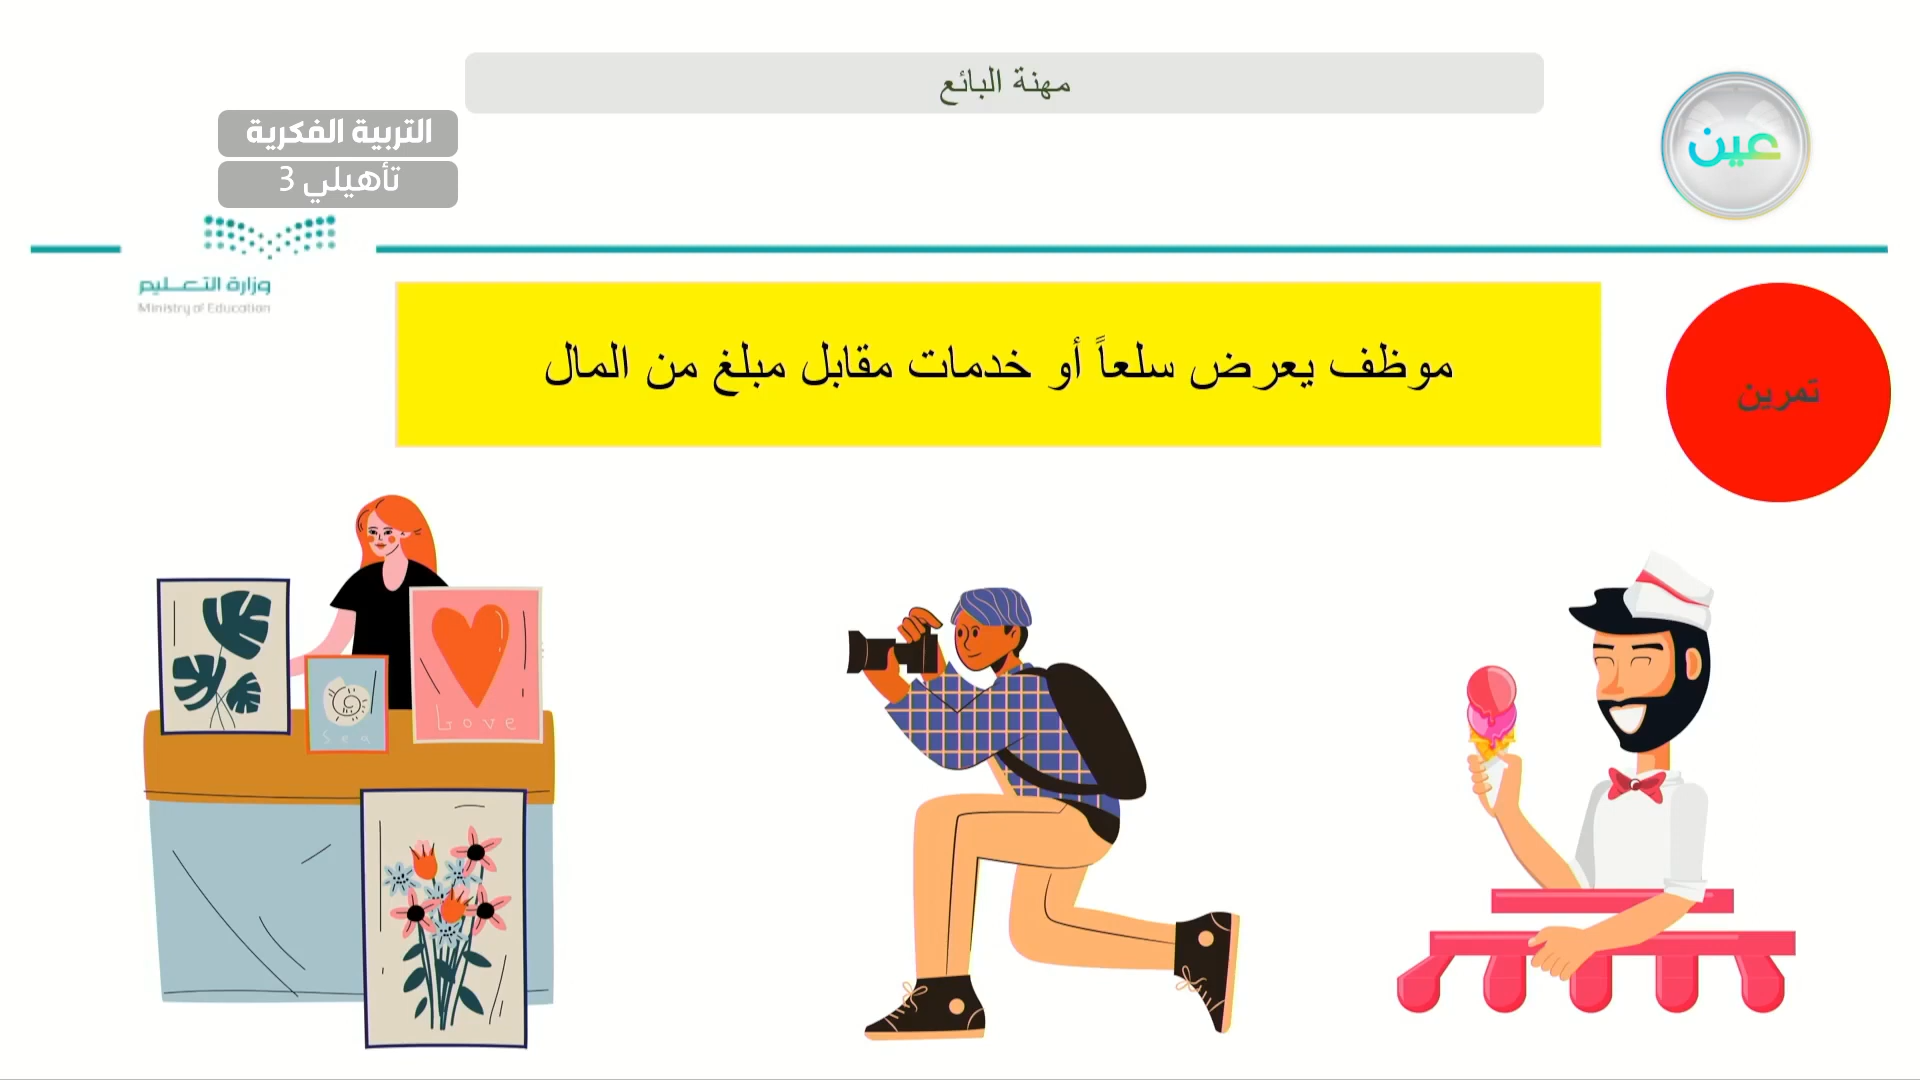 مهنة البائع
التربية الفكرية
تأهيلي 3
عين
وزارة التعليم
Ministry of Education
موظف يعرض سلعاً أو خدمات مقابل مبلغ من المال
تمرين
Love
Sea